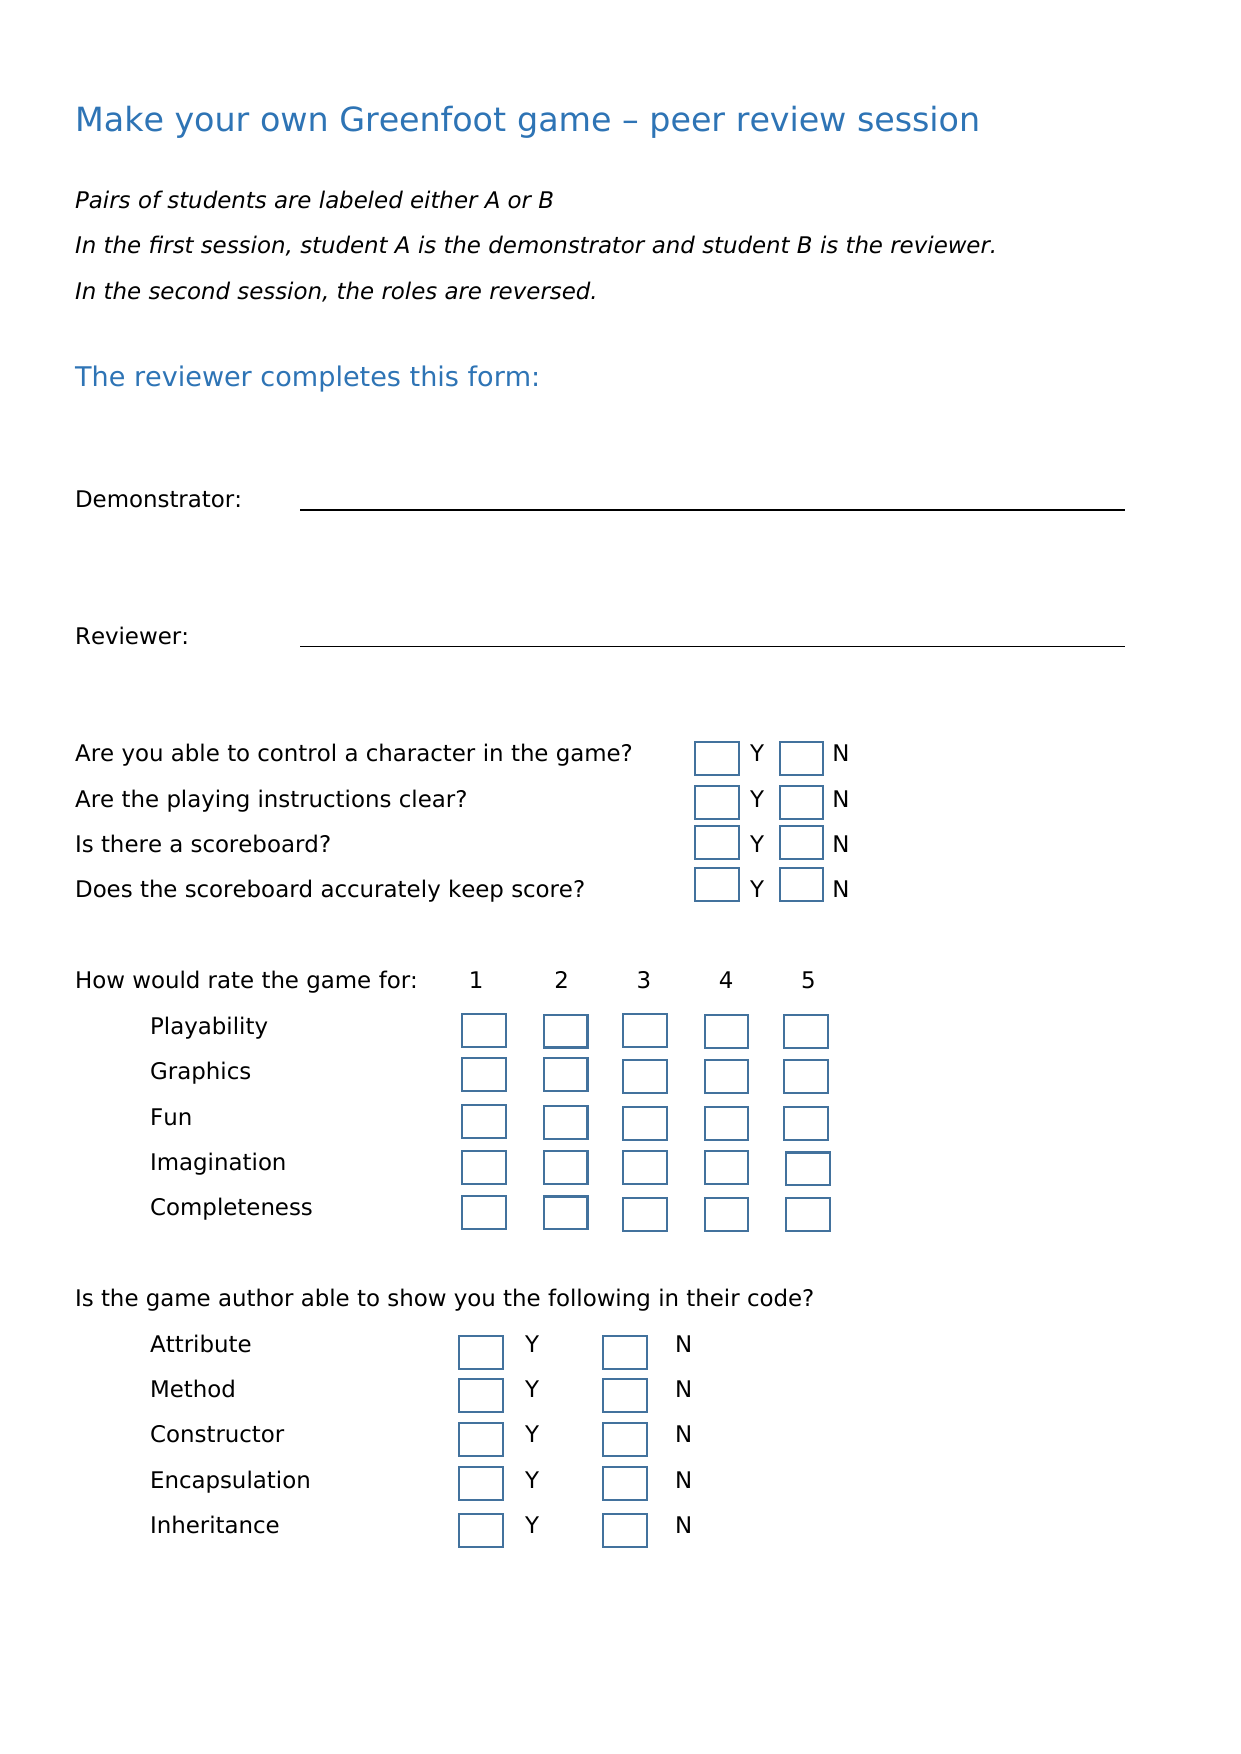 Make your own Greenfoot game – peer review session
Pairs of students are labeled either A or B
In the first session, student A is the demonstrator and student B is the reviewer.
In the second session, the roles are reversed.
The reviewer completes this form:
Demonstrator:
Reviewer:
Are you able to control a character in the game? Y N
Are the playing instructions clear? Y N
Is there a scoreboard? Y N
Does the scoreboard accurately keep score? Y N
How would rate the game for: 1 2 3 4 5
Playability
Graphics
Fun
Imagination
Completeness
Is the game author able to show you the following in their code?
Attribute Y N
Method Y N
Constructor Y N
Encapsulation Y N
Inheritance Y N